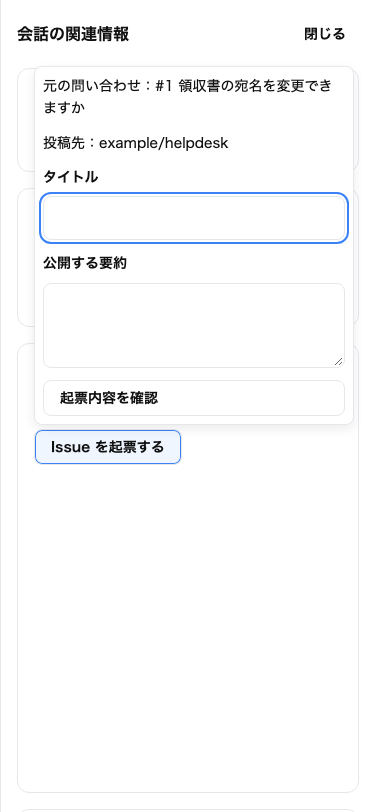 会話の関連情報
閉じる
元の問い合わせ：#1 領収書の宛名を変更でき
ますか
投稿先：example/helpdesk
タイトル
公開する要約
起票内容を確認
Issue を起票する